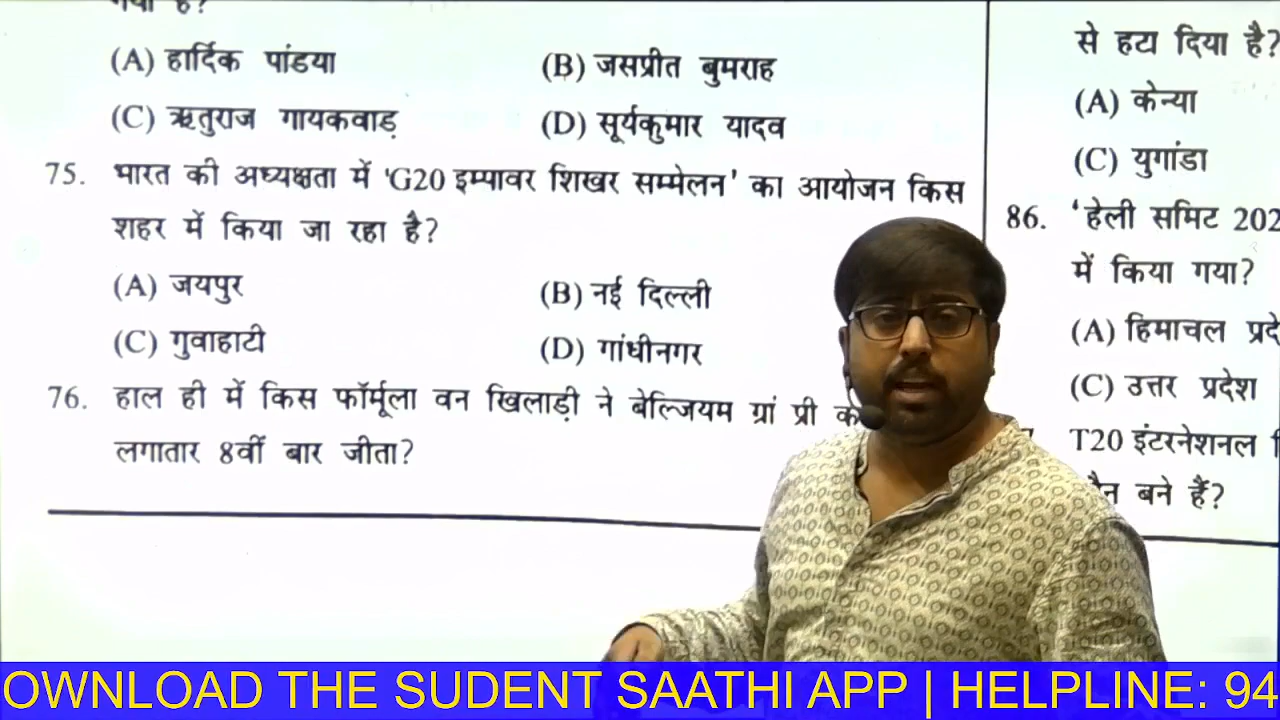 गया है?
(A) हार्दिक पांडया (B) जसप्रीत बुमराह
(C) ऋतुराज गायकवाड़ (D) सूर्यकुमार यादव
75. भारत की अध्यक्षता में 'G20 इम्पावर शिखर सम्मेलन' का आयोजन किस
शहर में किया जा रहा है?
(A) जयपुर (B) नई दिल्ली
(C) गुवाहाटी (D) गांधीनगर
76. हाल ही में किस फॉर्मूला वन खिलाड़ी ने बेल्जियम ग्रां प्री
लगातार 8वीं बार जीता?
से हटा दिया है?
(A) केन्या
(C) युगांडा
86. 'हेली समिट
में किया गया?
(A) हिमाचल
(C) उत्तर प्रदेश
T20 इंटरनेशनल
बने हैं?
OWNLOAD THE SUDENT SAATHI APP | HELPLINE: 94